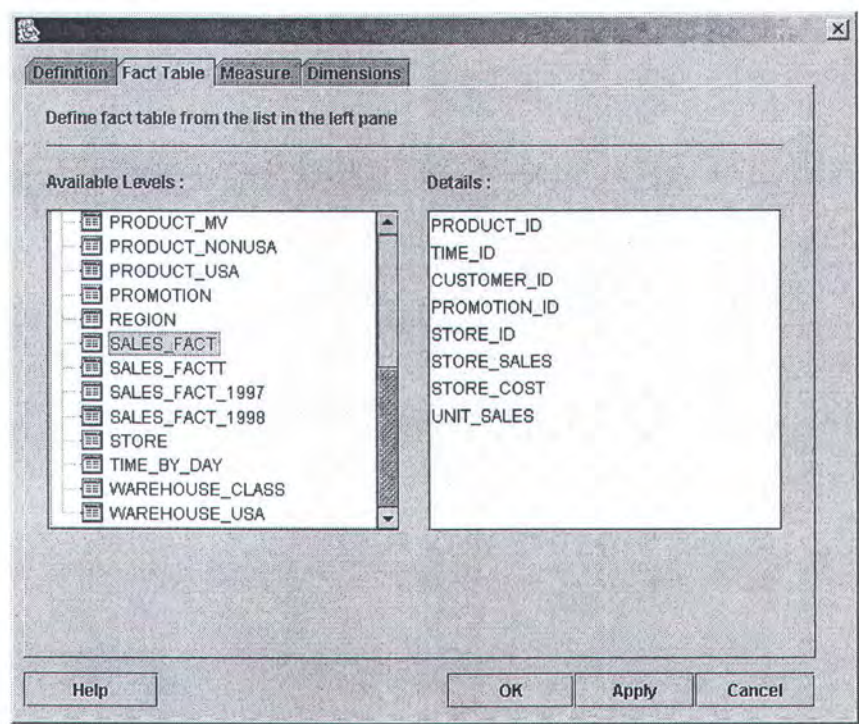 Definition Fact Table Measure Dimensions
Define fact table from the list in the left pane
Available Levels :
PRODUCT_MV
PRODUCT_NONUSA
PRODUCT_USA
PROMOTION
REGION
SALES_FACT
SALES_FACTT
SALES_FACT_1997
SALES_FACT_1998
STORE
TIME_BY_DAY
WAREHOUSE_CLASS
WAREHOUSE_USA
Details :
PRODUCT_ID
TIME_ID
CUSTOMER_ID
PROMOTION_ID
STORE_ID
STORE_SALES
STORE_COST
UNIT_SALES
Help OK Apply Cancel